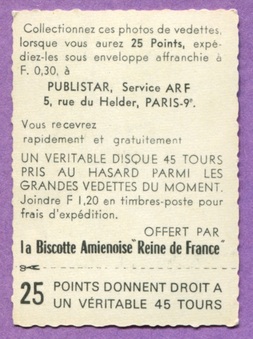 Collectionnez ces photos de vedettes,
lorsque vous aurez 25 Points, expé-
diez-les sous enveloppe affranchie à
F. 0,30, à
PUBLISTAR, Service ARF
5, rue du Helder, PARIS-9e.
Vous recevrez
rapidement et gratuitement
UN VERITABLE DISQUE 45 TOURS
PRIS AU HASARD PARMI LES
GRANDES VEDETTES DU MOMENT.
Joindre F 1,20 en timbres-poste pour
frais d'expédition.
OFFERT PAR
la Biscotte Amienoise "Reine de France"
25 POINTS DONNENT DROIT A
UN VÉRITABLE 45 TOURS